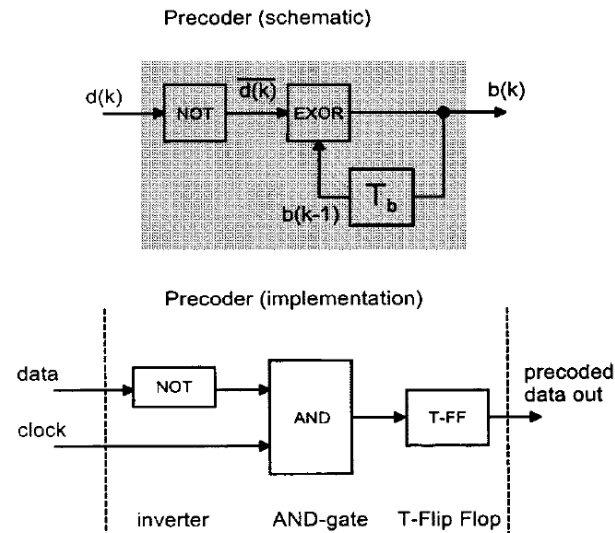 Precoder (schematic)
d(k)
NOT
d(k)
EXOR
b(k)
b(k-1)
Tb
Precoder (implementation)
data
NOT
clock
AND
T-FF
precoded
data out
inverter
AND-gate
T-Flip Flop